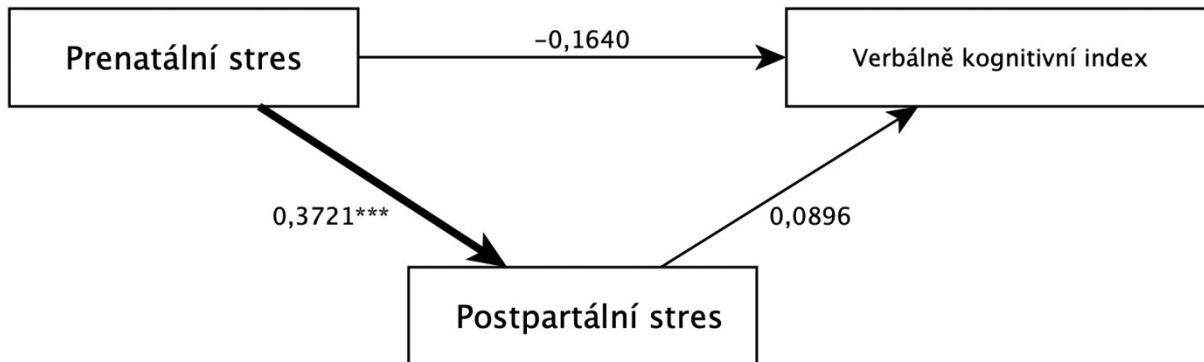 Prenatální stres
−0,1640
Verbálně kognitivní index
0,3721***
0,0896
Postpartální stres